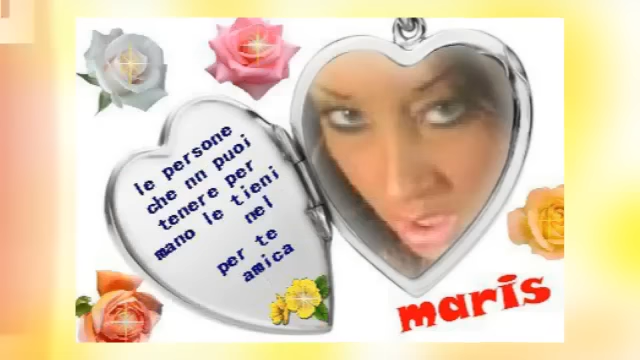 le persone
che nn puoi
tenere per
mano le tieni
nel
per te
amica
maris